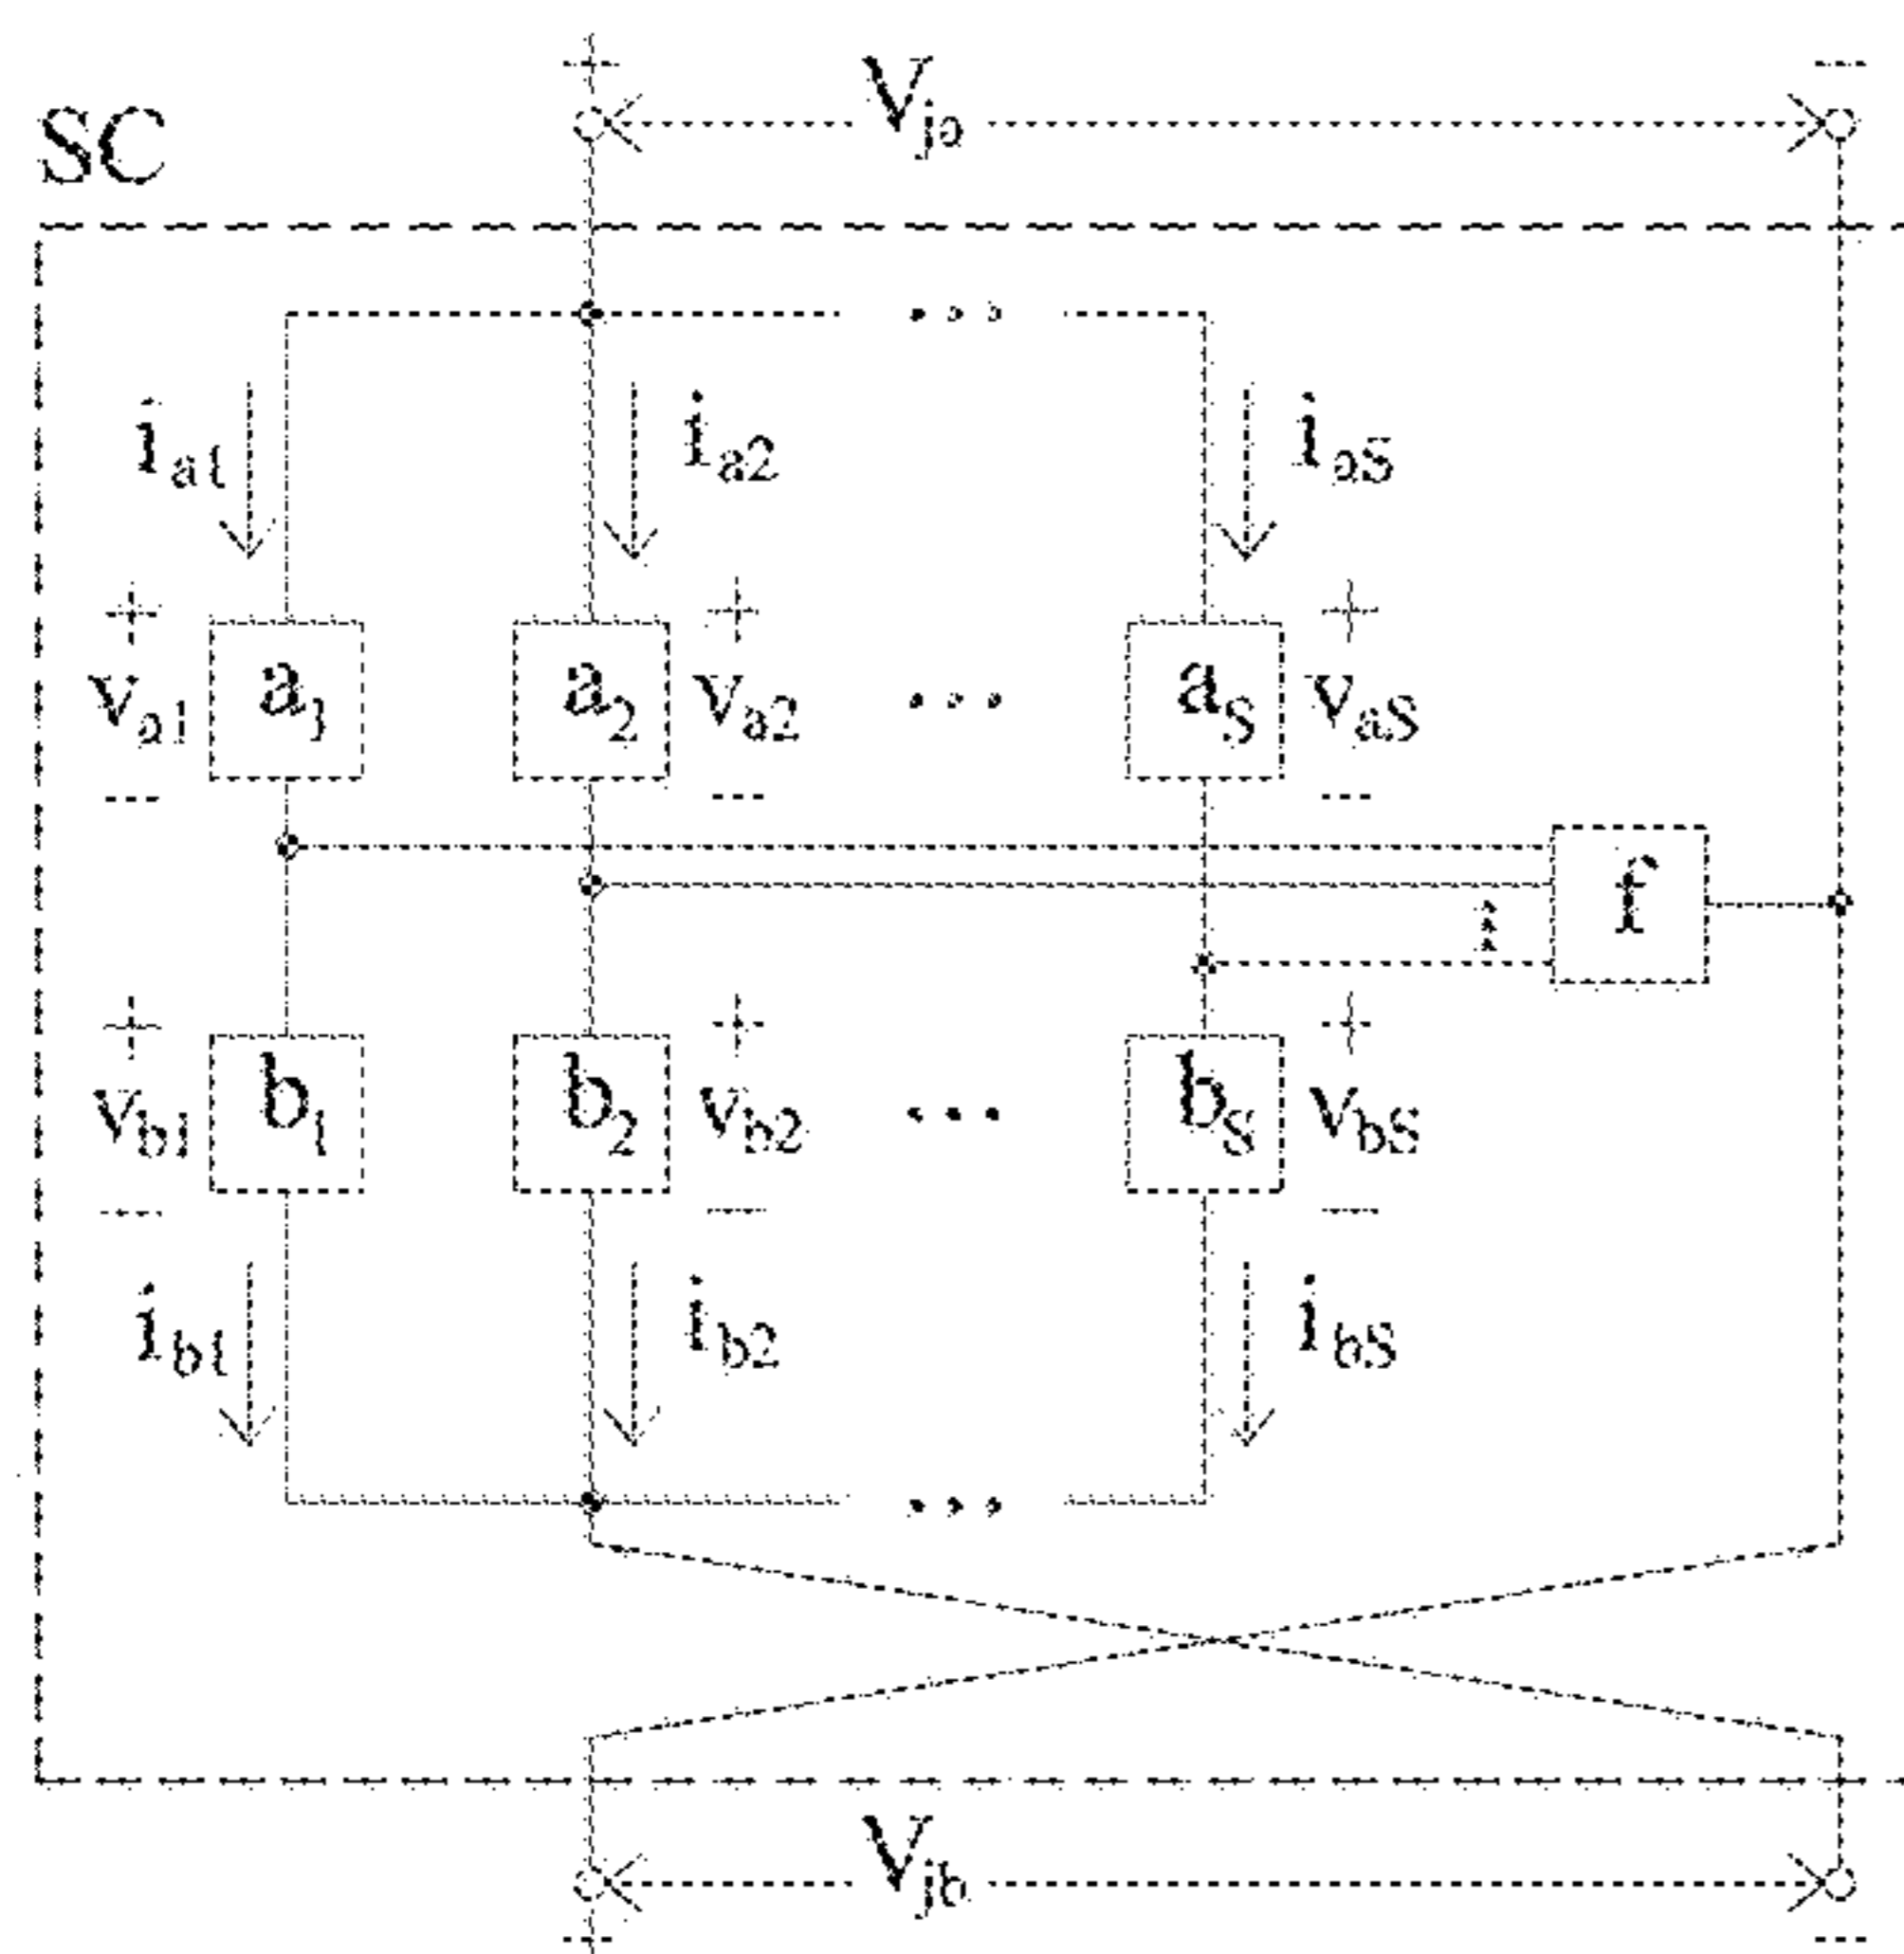 + V_ja −
SC
i_a1 i_a2 i_aS
+ + +
v_a1 a_1 a_2 v_a2 ... a_S v_aS
− − −
f
+ + +
v_b1 b_1 b_2 v_b2 ... b_S v_bS
− − −
i_b1 i_b2 i_bS
V_jb
+ −